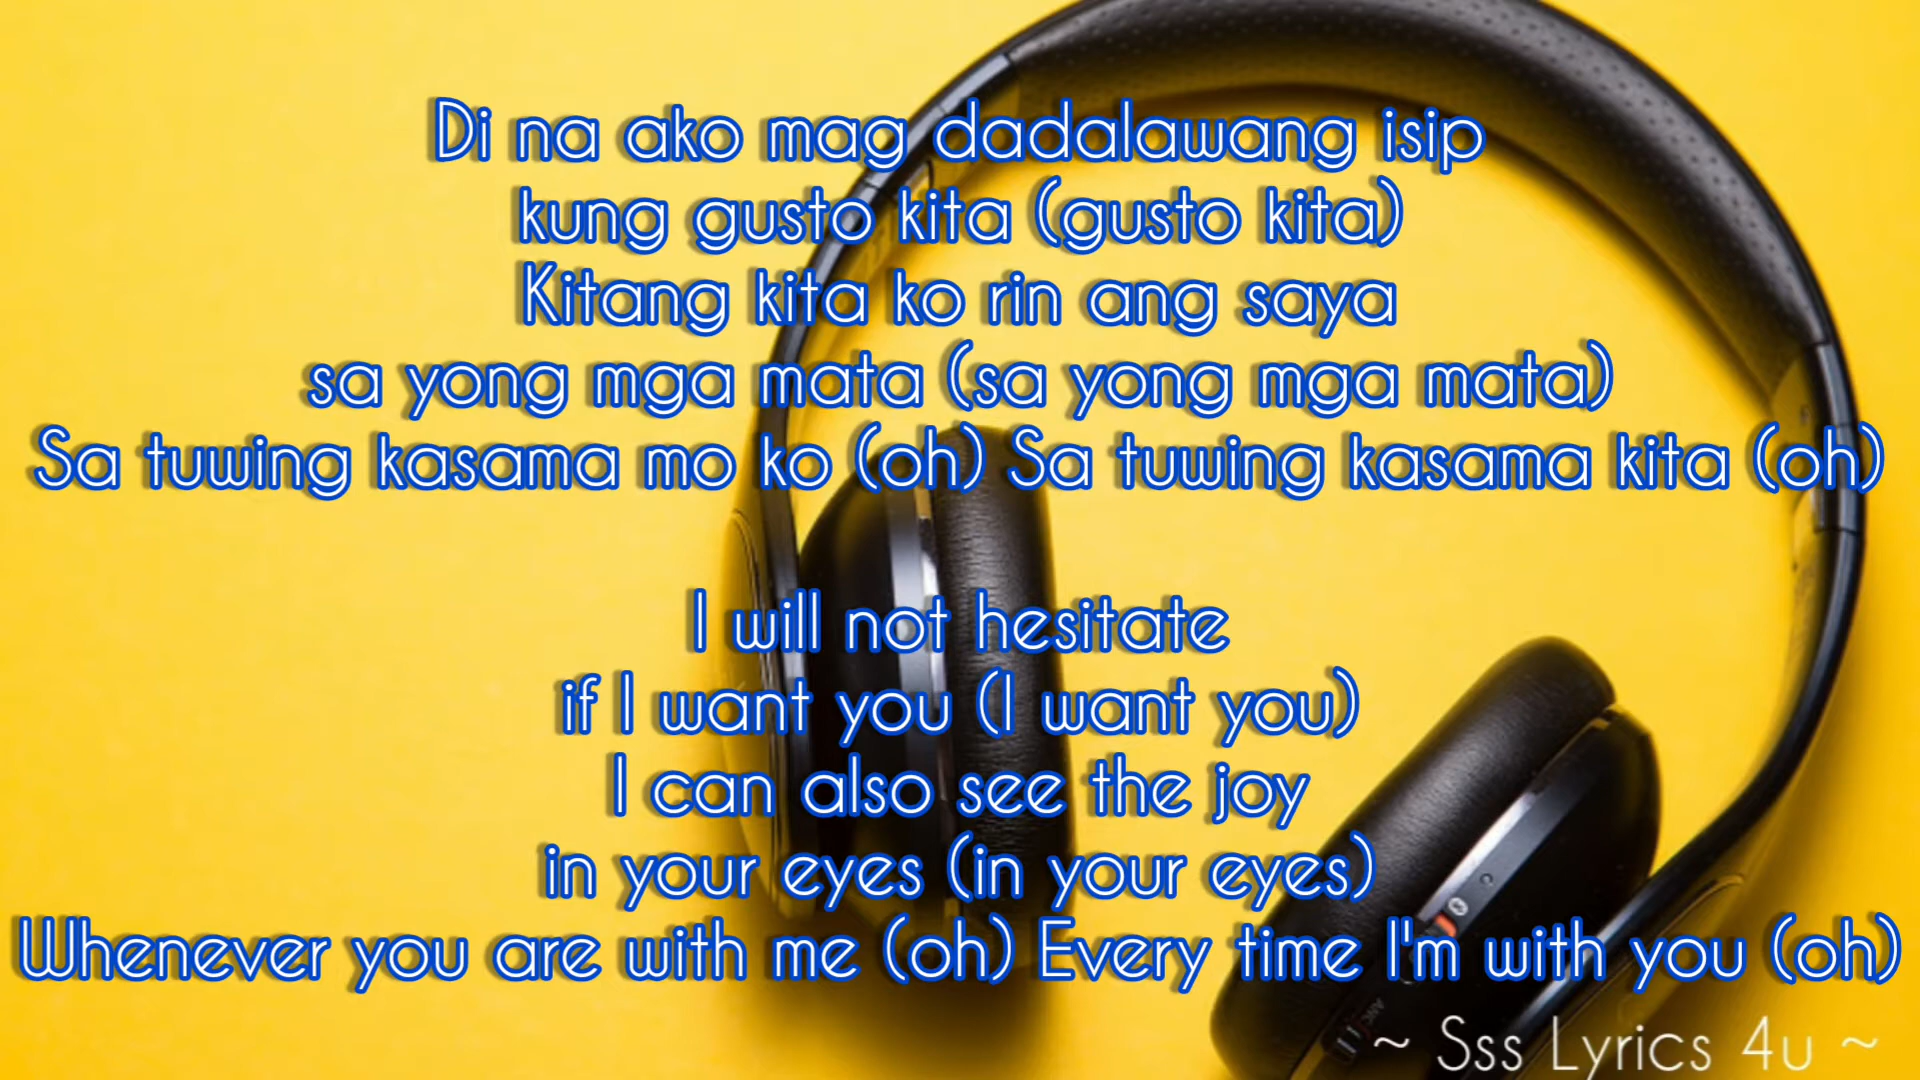 Di na ako mag dadalawang isip
kung gusto kita (gusto kita)
Kitang kita ko rin ang saya
sa yong mga mata (sa yong mga mata)
Sa tuwing kasama mo ko (oh) Sa tuwing kasama kita (oh)
I will not hesitate
if I want you (I want you)
I can also see the joy
in your eyes (in your eyes)
Whenever you are with me (oh) Every time I'm with you (oh)
~ Sss Lyrics 4u ~